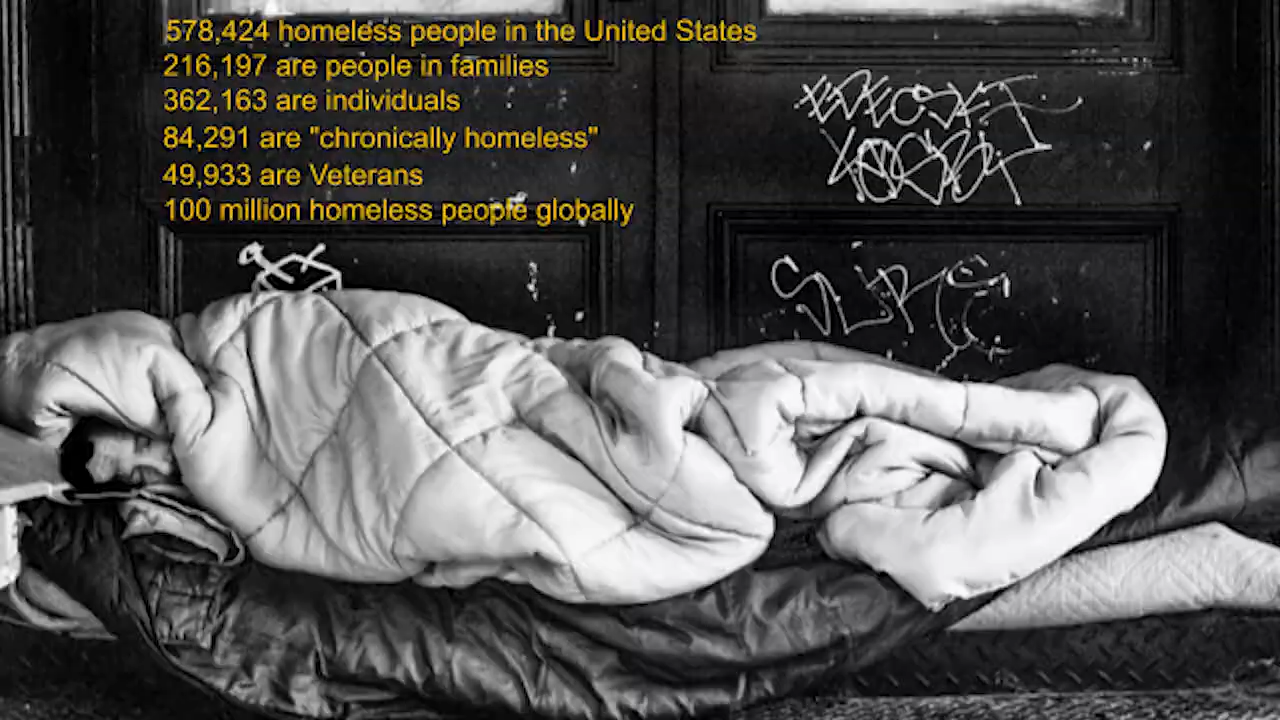 578,424 homeless people in the United States
216,197 are people in families
362,163 are individuals
84,291 are "chronically homeless"
49,933 are Veterans
100 million homeless people globally